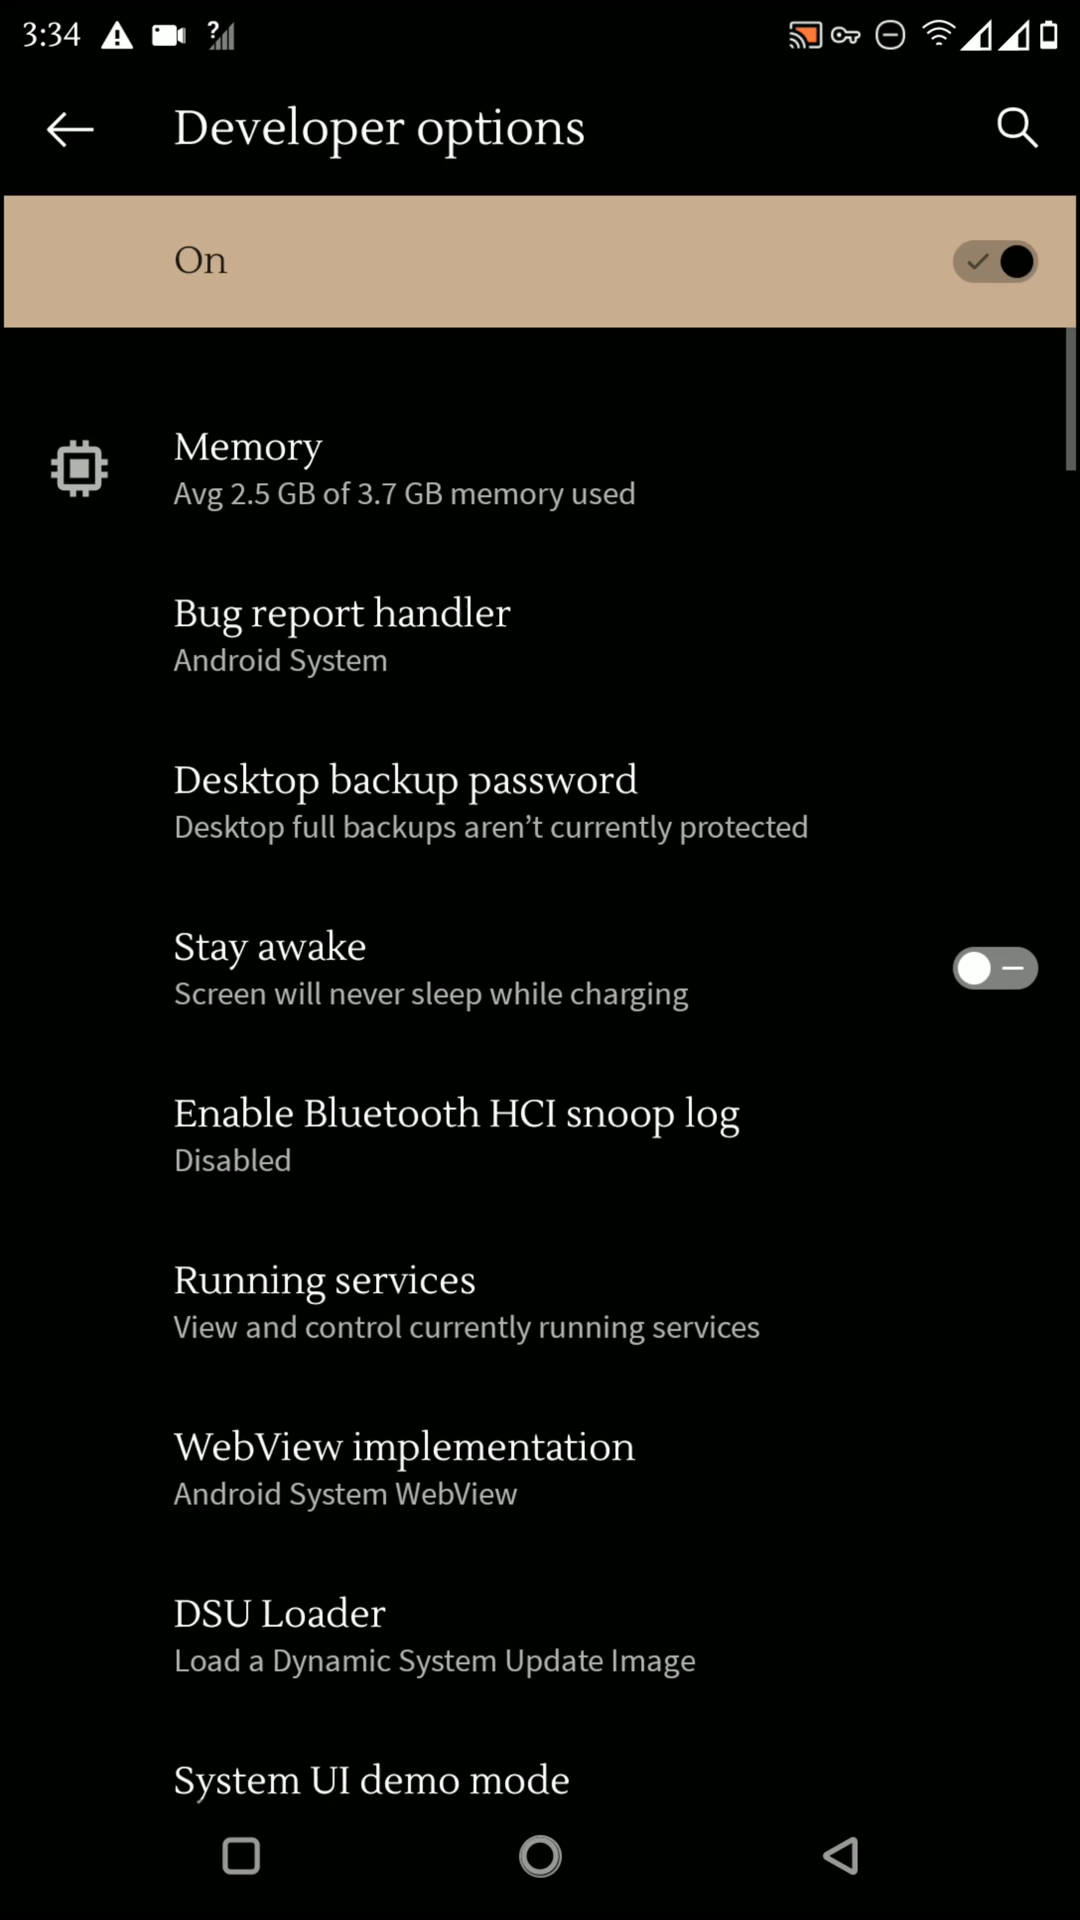 3:34
Developer options
On
Memory
Avg 2.5 GB of 3.7 GB memory used
Bug report handler
Android System
Desktop backup password
Desktop full backups aren’t currently protected
Stay awake
Screen will never sleep while charging
Enable Bluetooth HCI snoop log
Disabled
Running services
View and control currently running services
WebView implementation
Android System WebView
DSU Loader
Load a Dynamic System Update Image
System UI demo mode